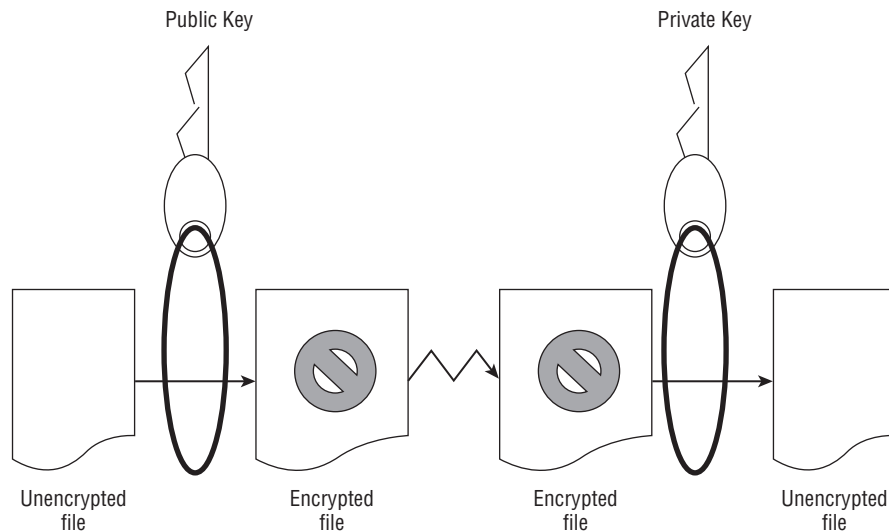 Public Key
Private Key
Unencrypted
file
Encrypted
file
Encrypted
file
Unencrypted
file